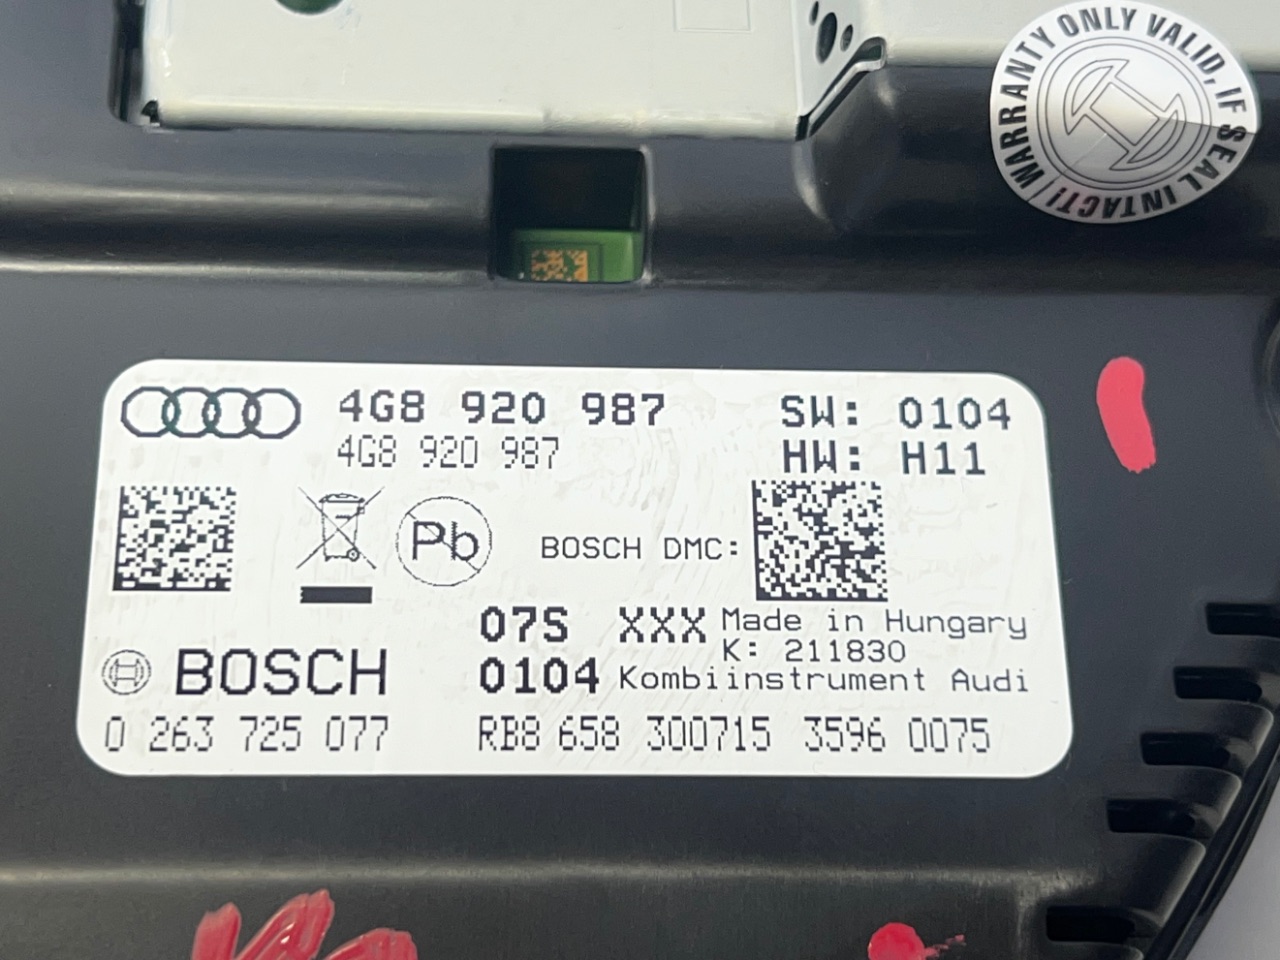 WARRANTY ONLY VALID, IF SEAL INTACT!
4G8 920 987 SW: 0104
4G8 920 987 HW: H11
Pb BOSCH DMC:
07S XXX Made in Hungary
K: 211830
BOSCH 0104 Kombiinstrument Audi
0 263 725 077 RB8 658 300715 3596 0075